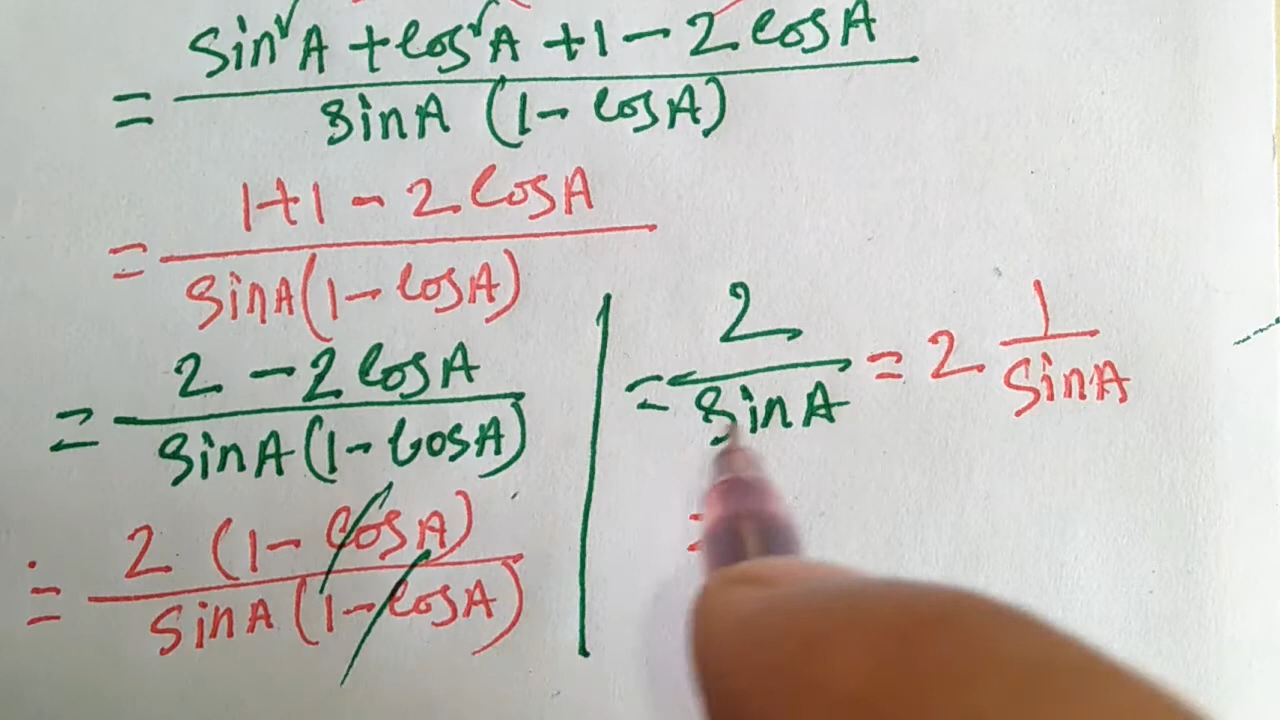 sin²A + cos²A + 1 - 2 cosA
= ―――
sinA (1 - cosA)
1+1 - 2 cosA
= ―――
sinA(1 - cosA)
2 - 2 cosA
= ―――
sinA(1 - cosA)
2 (1 - cosA)
= ―――
sinA (1 - cosA)
2
= ――― = 2 1/sinA
sinA
=